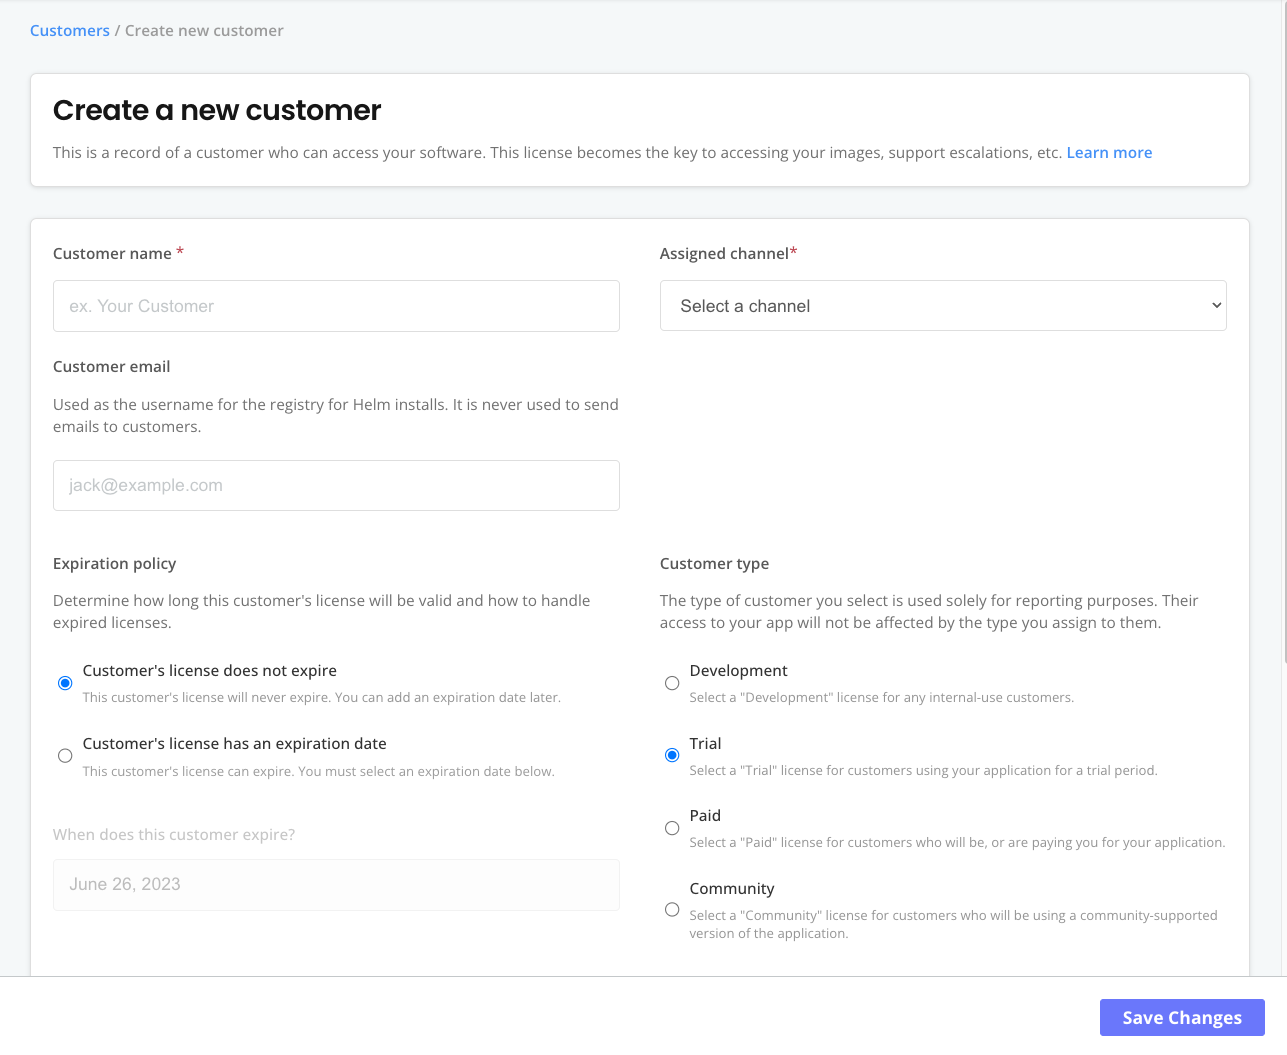 Customers / Create new customer
Create a new customer
This is a record of a customer who can access your software. This license becomes the key to accessing your images, support escalations, etc. Learn more
Customer name *
ex. Your Customer
Assigned channel*
Select a channel
Customer email
Used as the username for the registry for Helm installs. It is never used to send
emails to customers.
jack@example.com
Expiration policy
Determine how long this customer's license will be valid and how to handle
expired licenses.
Customer's license does not expire
This customer's license will never expire. You can add an expiration date later.
Customer's license has an expiration date
This customer's license can expire. You must select an expiration date below.
When does this customer expire?
June 26, 2023
Customer type
The type of customer you select is used solely for reporting purposes. Their
access to your app will not be affected by the type you assign to them.
Development
Select a "Development" license for any internal-use customers.
Trial
Select a "Trial" license for customers using your application for a trial period.
Paid
Select a "Paid" license for customers who will be, or are paying you for your application.
Community
Select a "Community" license for customers who will be using a community-supported
version of the application.
Save Changes